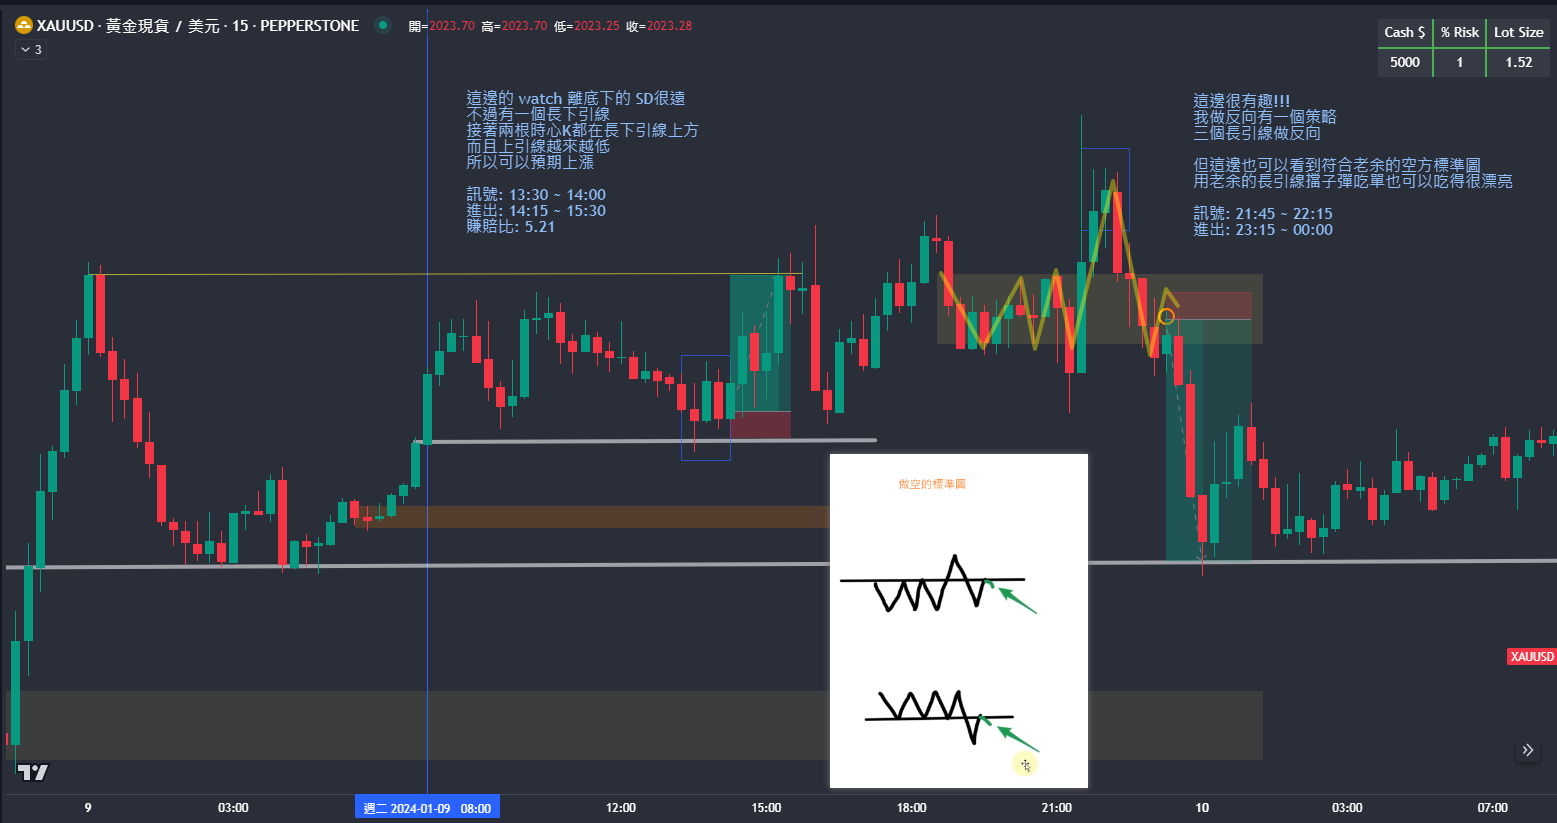 XAUUSD · 黃金現貨 / 美元 · 15 · PEPPERSTONE 開=2023.70 高=2023.70 低=2023.25 收=2023.28
3
Cash $ % Risk Lot Size
5000 1 1.52
這邊的 watch 離底下的 SD很遠
不過有一個長下引線
接著兩根時心K都在長下引線上方
而且上引線越來越低
所以可以預期上漲
訊號: 13:30 ~ 14:00
進出: 14:15 ~ 15:30
賺賠比: 5.21
這邊很有趣!!!
我做反向有一個策略
三個長引線做反向
但這邊也可以看到符合老余的空方標準圖
用老余的長引線擋子彈吃單也可以吃得很漂亮
訊號: 21:45 ~ 22:15
進出: 23:15 ~ 00:00
做空的標準圖
XAUUSD
9 03:00 週二 2024-01-09 08:00 12:00 15:00 18:00 21:00 10 03:00 07:00